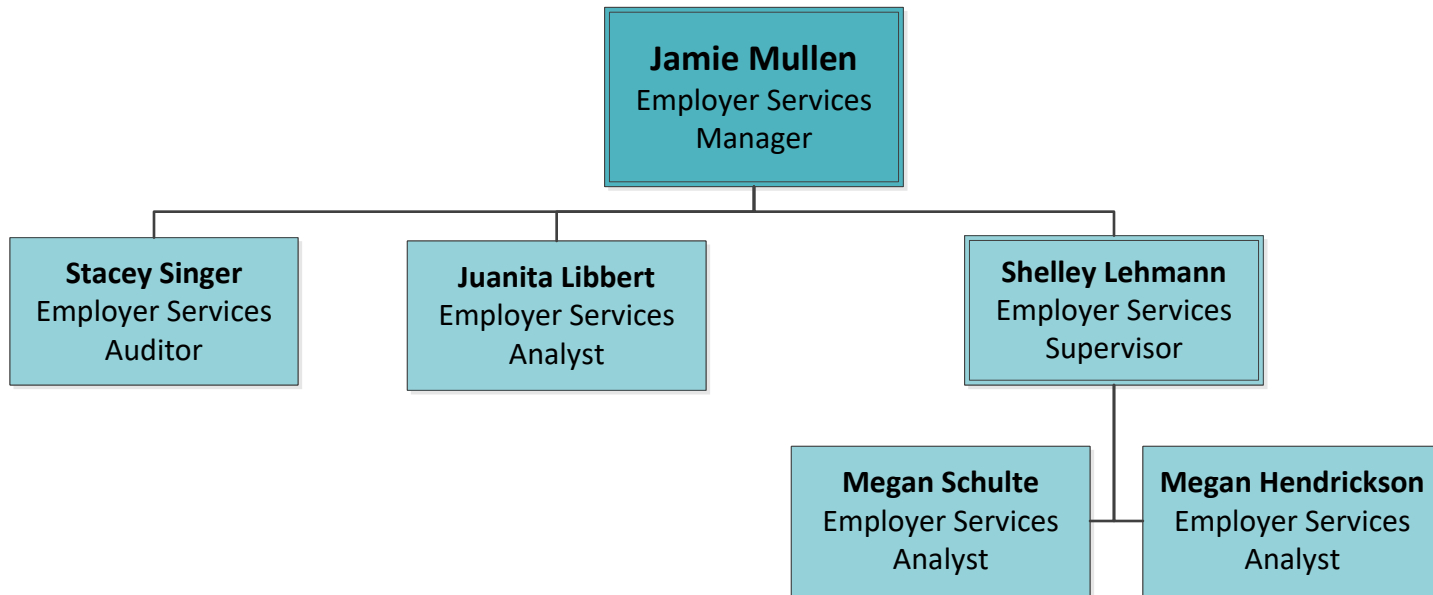 Jamie Mullen
Employer Services
Manager
Stacey Singer
Employer Services
Auditor
Juanita Libbert
Employer Services
Analyst
Shelley Lehmann
Employer Services
Supervisor
Megan Schulte
Employer Services
Analyst
Megan Hendrickson
Employer Services
Analyst